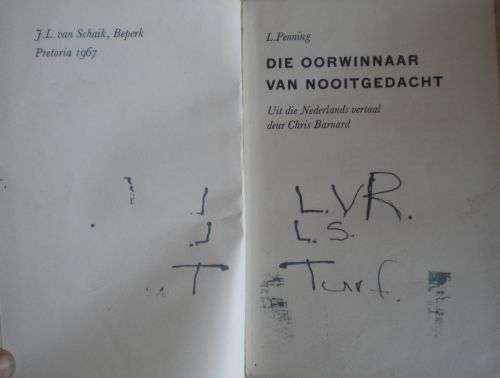 J.L. van Schaik, Beperk
Pretoria 1967
L. Penning
DIE OORWINNAAR
VAN NOOITGEDACHT
Uit die Nederlands vertaal
deur Chris Barnard
L.V.R.
L.S.
Turf.